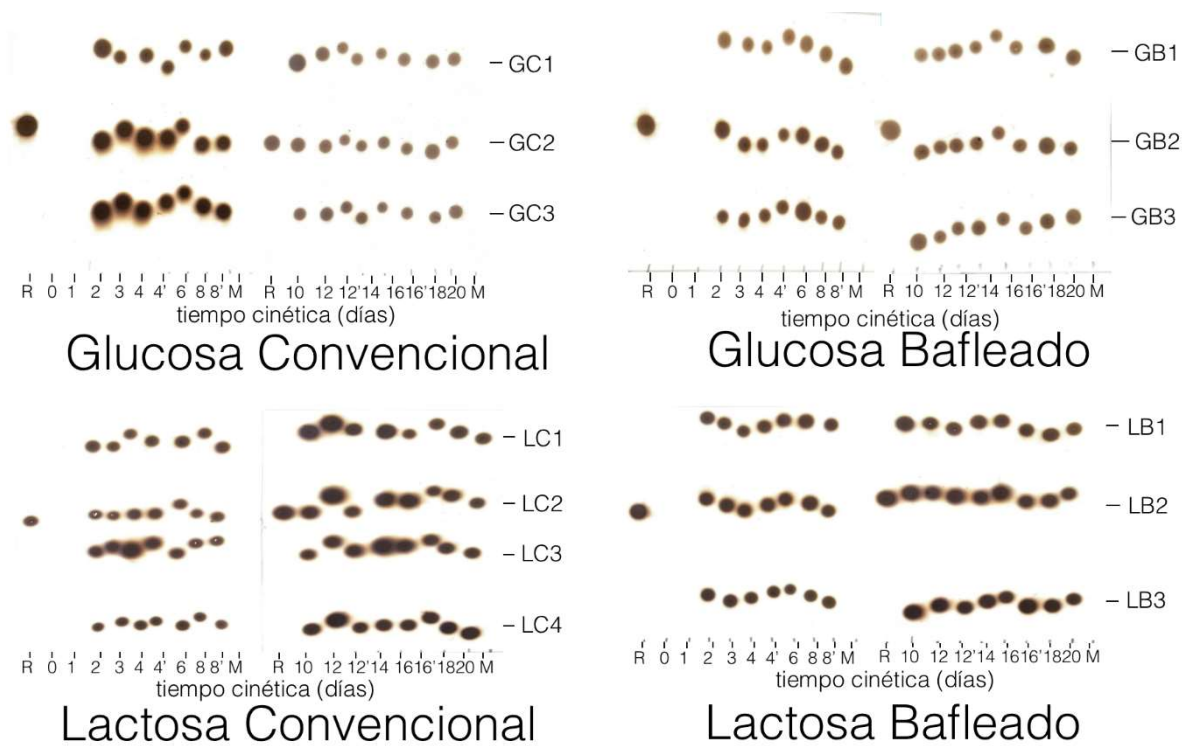 GC1
GC2
GC3
R 0 1 2 3 4 4' 6 8 8' M R 10 12 12' 14 16 16' 18 20 M
tiempo cinética (días)
Glucosa Convencional
GB1
GB2
GB3
R 0 1 2 3 4 4' 6 8 8' M R 10 12 12' 14 16 16' 18 20 M
tiempo cinética (días)
Glucosa Bafleado
LC1
LC2
LC3
LC4
R 0 1 2 3 4 4' 6 8 8' M R 10 12 12' 14 16 16' 18 20 M
tiempo cinética (días)
Lactosa Convencional
LB1
LB2
LB3
R 0 1 2 3 4 4' 6 8 8' M R 10 12 12' 14 16 16' 18 20 M
tiempo cinética (días)
Lactosa Bafleado